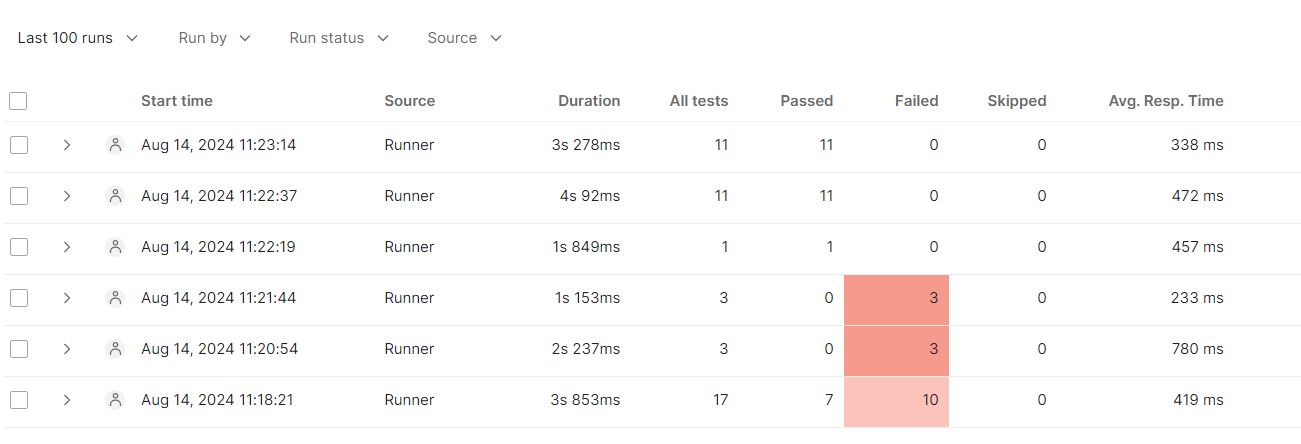 Last 100 runs Run by Run status Source
Start time Source Duration All tests Passed Failed Skipped Avg. Resp. Time
Aug 14, 2024 11:23:14 Runner 3s 278ms 11 11 0 0 338 ms
Aug 14, 2024 11:22:37 Runner 4s 92ms 11 11 0 0 472 ms
Aug 14, 2024 11:22:19 Runner 1s 849ms 1 1 0 0 457 ms
Aug 14, 2024 11:21:44 Runner 1s 153ms 3 0 3 0 233 ms
Aug 14, 2024 11:20:54 Runner 2s 237ms 3 0 3 0 780 ms
Aug 14, 2024 11:18:21 Runner 3s 853ms 17 7 10 0 419 ms